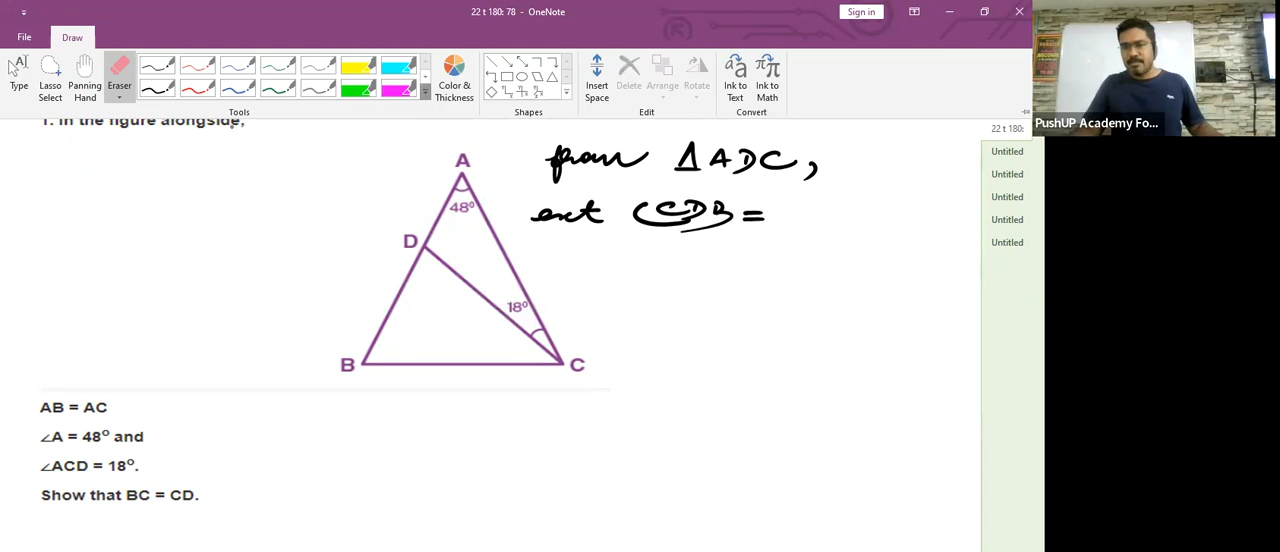 22 t 180: 78 - OneNote
Sign in
File
Draw
Type
Lasso Select
Panning Hand
Eraser
Color & Thickness
Insert Space
Delete
Arrange
Rotate
Ink to Text
Ink to Math
Tools
Shapes
Edit
Convert
1. In the figure alongside,
A
48°
D
18°
B
C
from ΔADC,
ext ∠CDB =
AB = AC
∠A = 48° and
∠ACD = 18°.
Show that BC = CD.
22 t 180:
Untitled
Untitled
Untitled
Untitled
Untitled
PushUP Academy Fo...